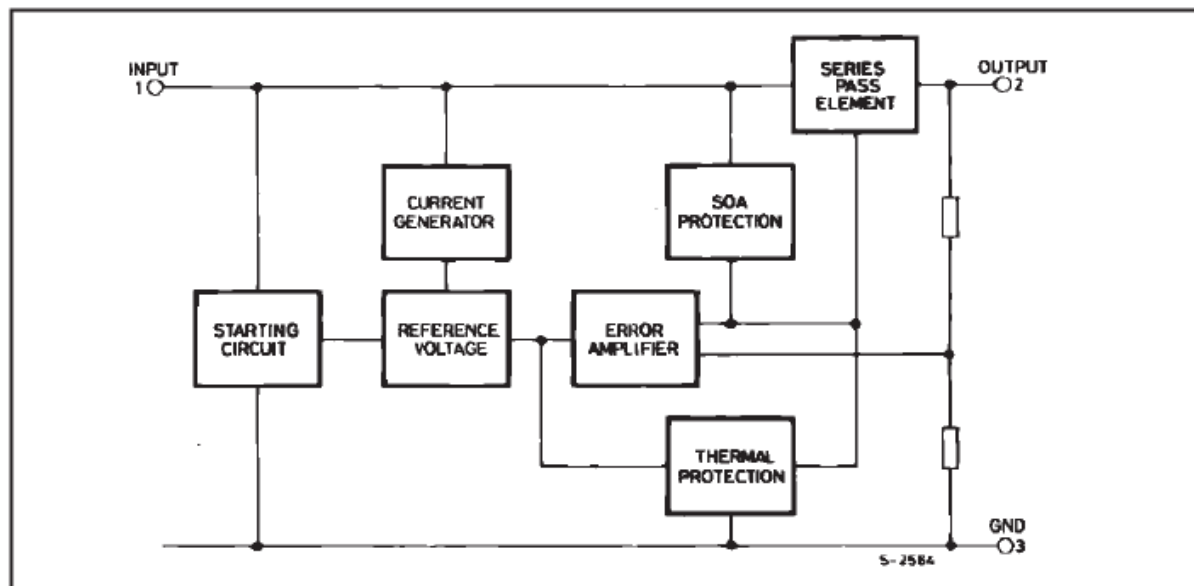 INPUT
1
SERIES
PASS
ELEMENT
OUTPUT
2
CURRENT
GENERATOR
SOA
PROTECTION
STARTING
CIRCUIT
REFERENCE
VOLTAGE
ERROR
AMPLIFIER
THERMAL
PROTECTION
GND
3
S-2584